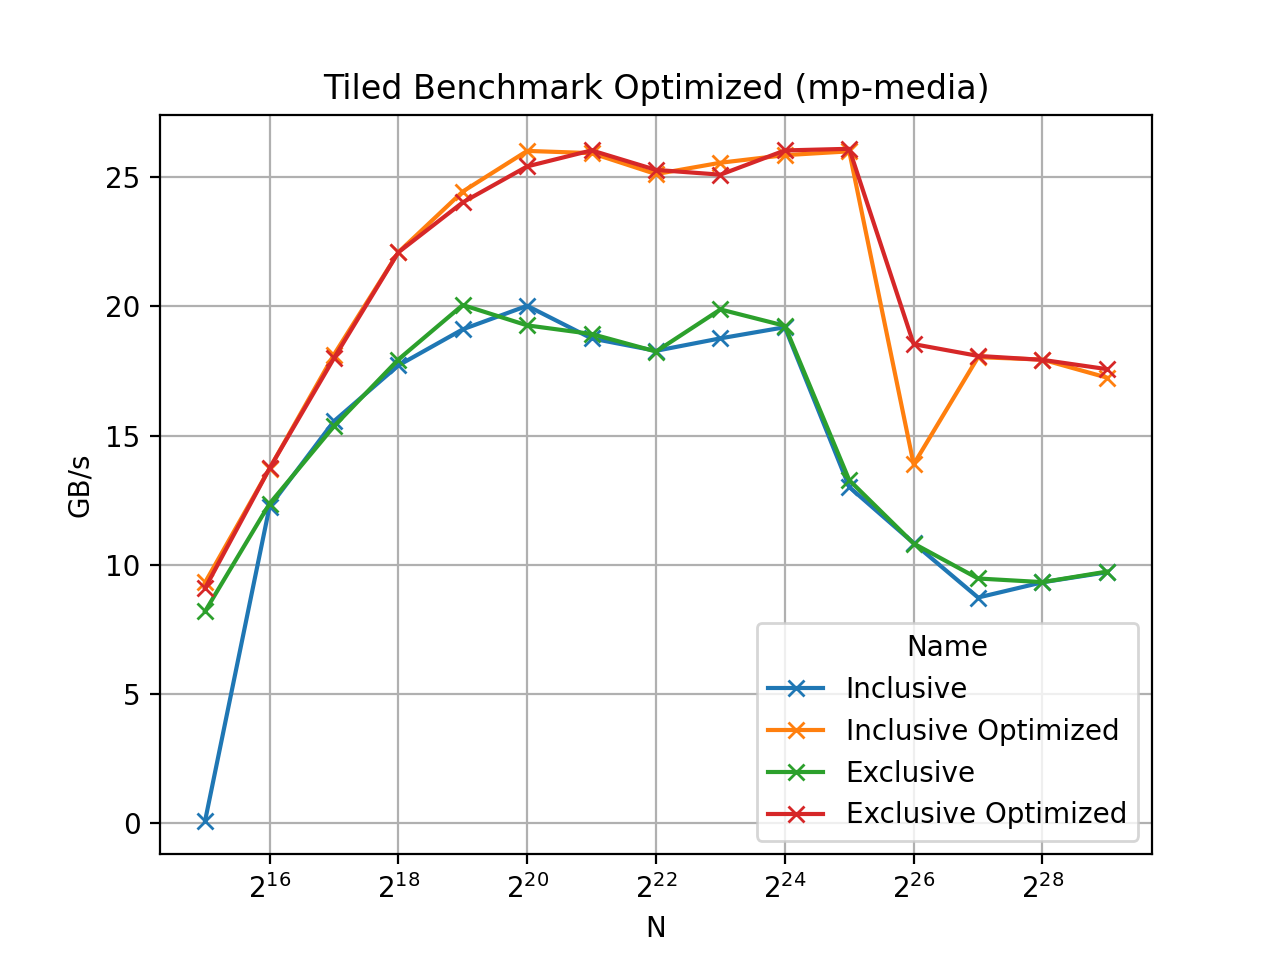 Tiled Benchmark Optimized (mp-media)
GB/s
25
20
15
10
5
0
Name
Inclusive
Inclusive Optimized
Exclusive
Exclusive Optimized
2^16 2^18 2^20 2^22 2^24 2^26 2^28
N